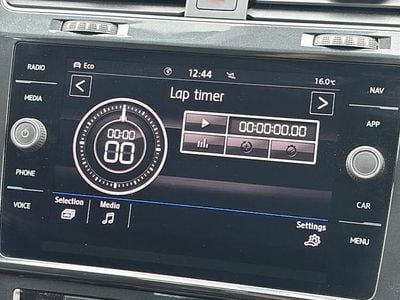 RADIO
MEDIA
PHONE
VOICE
Eco
12:44
16.0℃
Lap timer
00:00
00
00:00:00.00
Selection
Media
Settings
NAV
APP
CAR
MENU